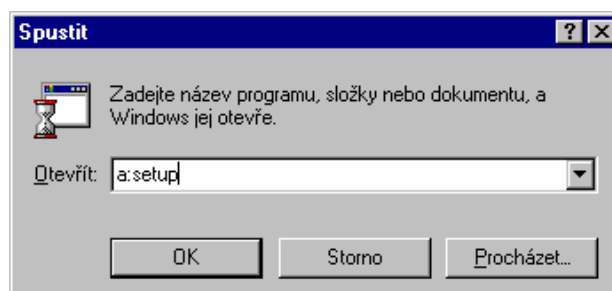 Spustit
Zadejte název programu, složky nebo dokumentu, a
Windows jej otevře.
Otevřít: a:setup
OK Storno Procházet...